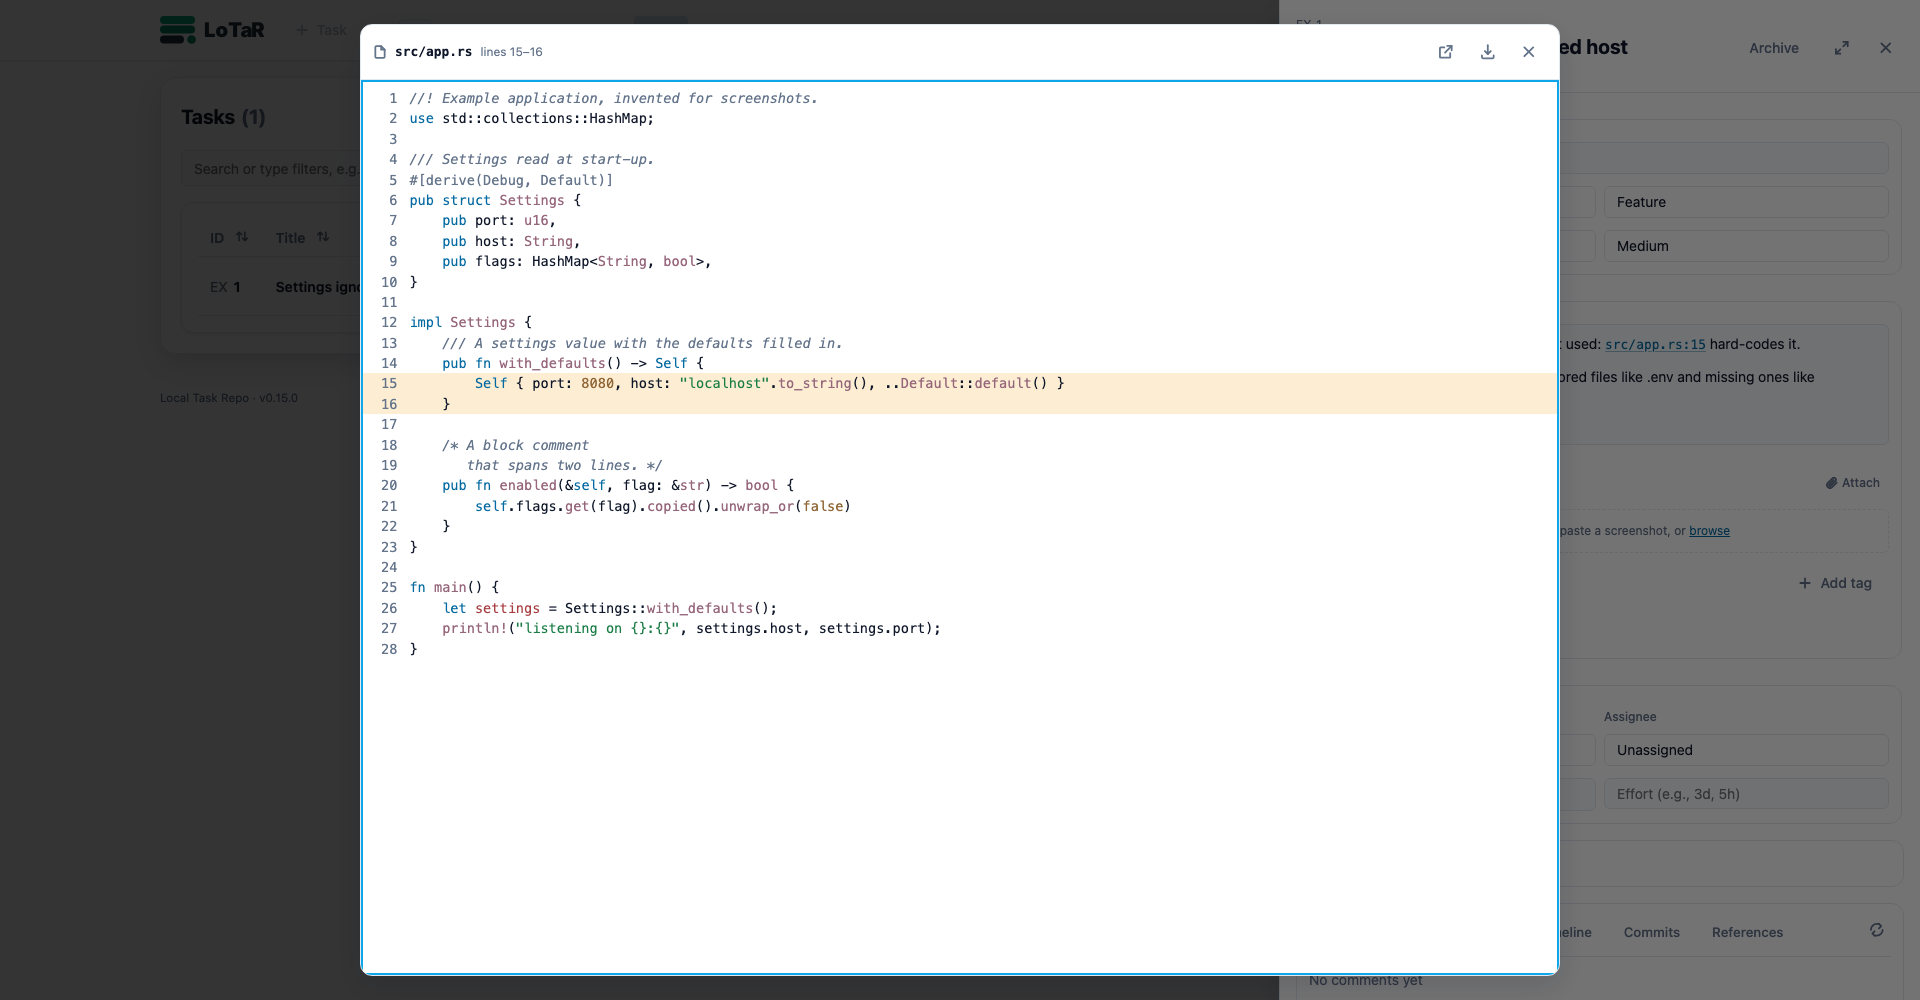 LoTaR
+ Task
Tasks (1)
Search or type filters, e.g.
ID Title
EX 1 Settings igno
Local Task Repo · v0.15.0
src/app.rs lines 15–16
1 //! Example application, invented for screenshots.
2 use std::collections::HashMap;
3
4 /// Settings read at start-up.
5 #[derive(Debug, Default)]
6 pub struct Settings {
7     pub port: u16,
8     pub host: String,
9     pub flags: HashMap<String, bool>,
10 }
11
12 impl Settings {
13     /// A settings value with the defaults filled in.
14     pub fn with_defaults() -> Self {
15         Self { port: 8080, host: "localhost".to_string(), ..Default::default() }
16     }
17
18     /* A block comment
19        that spans two lines. */
20     pub fn enabled(&self, flag: &str) -> bool {
21         self.flags.get(flag).copied().unwrap_or(false)
22     }
23 }
24
25 fn main() {
26     let settings = Settings::with_defaults();
27     println!("listening on {}:{}", settings.host, settings.port);
28 }
EX 1
ed host
Archive
Feature
Medium
used: src/app.rs:15 hard-codes it.
ored files like .env and missing ones like
Attach
paste a screenshot, or browse
+ Add tag
Assignee
Unassigned
Effort (e.g., 3d, 5h)
eline Commits References
No comments yet